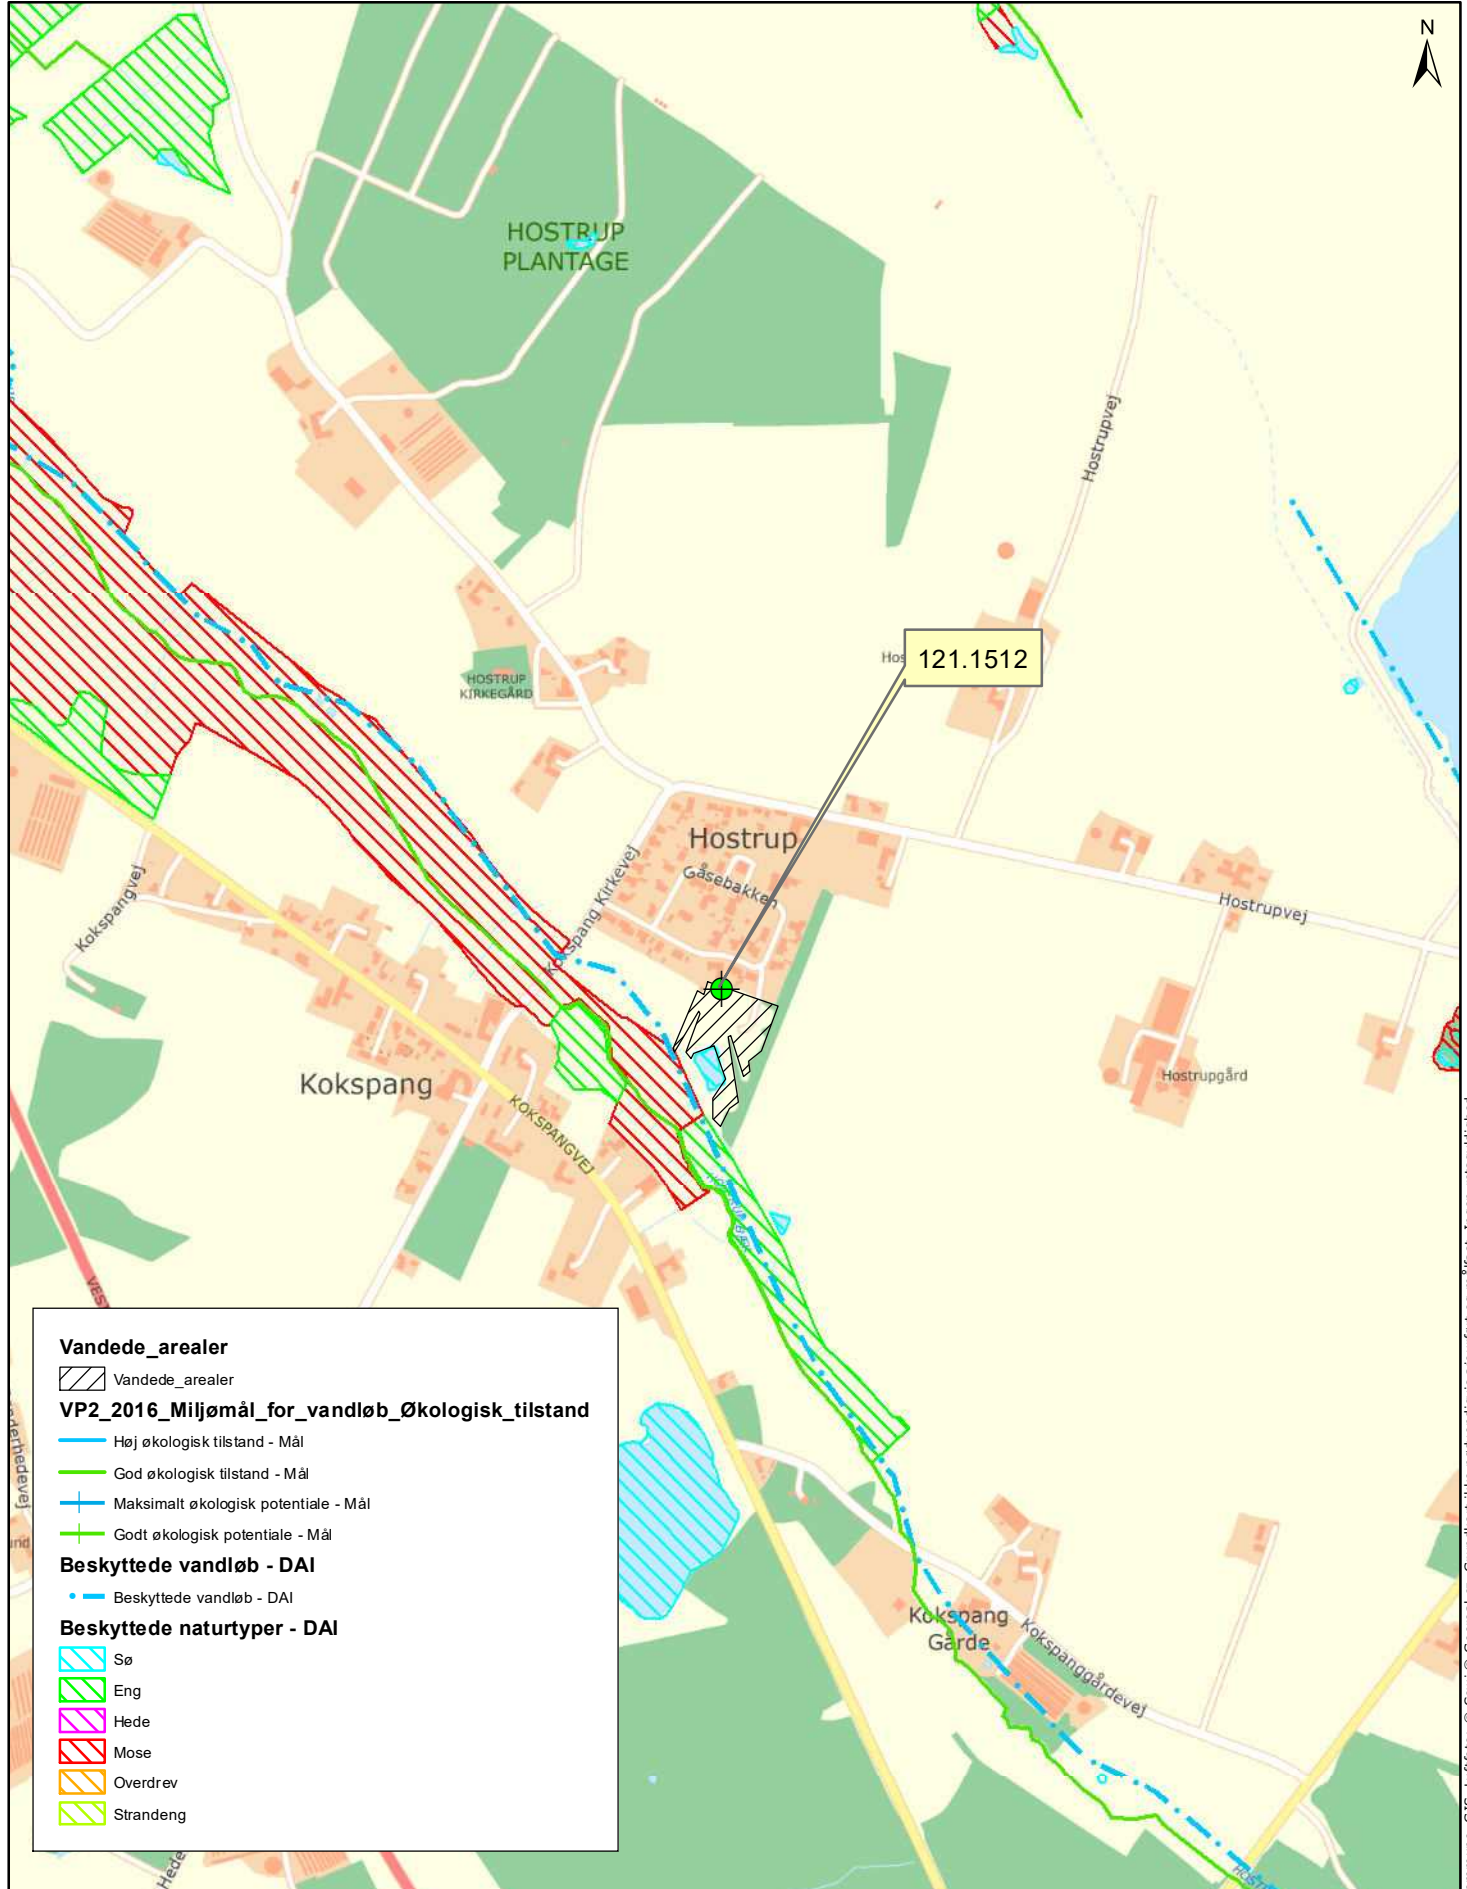 N
HOSTRUP
PLANTAGE
Hostrupvej
121.1512
HOSTRUP
KIRKEGÅRD
Hostrup
Gåsebakken
Kokspang Kirkevej
Kokspangvej
Hostrupvej
Hostrupgård
Kokspang
KOKSPANGVEJ
Kokspang
Gårde
Kokspanggårdevej
Vandede_arealer
Vandede_arealer
VP2_2016_Miljømål_for_vandløb_Økologisk_tilstand
Høj økologisk tilstand - Mål
God økologisk tilstand - Mål
Maksimalt økologisk potentiale - Mål
Godt økologisk potentiale - Mål
Beskyttede vandløb - DAI
Beskyttede vandløb - DAI
Beskyttede naturtyper - DAI
Sø
Eng
Hede
Mose
Overdrev
Strandeng